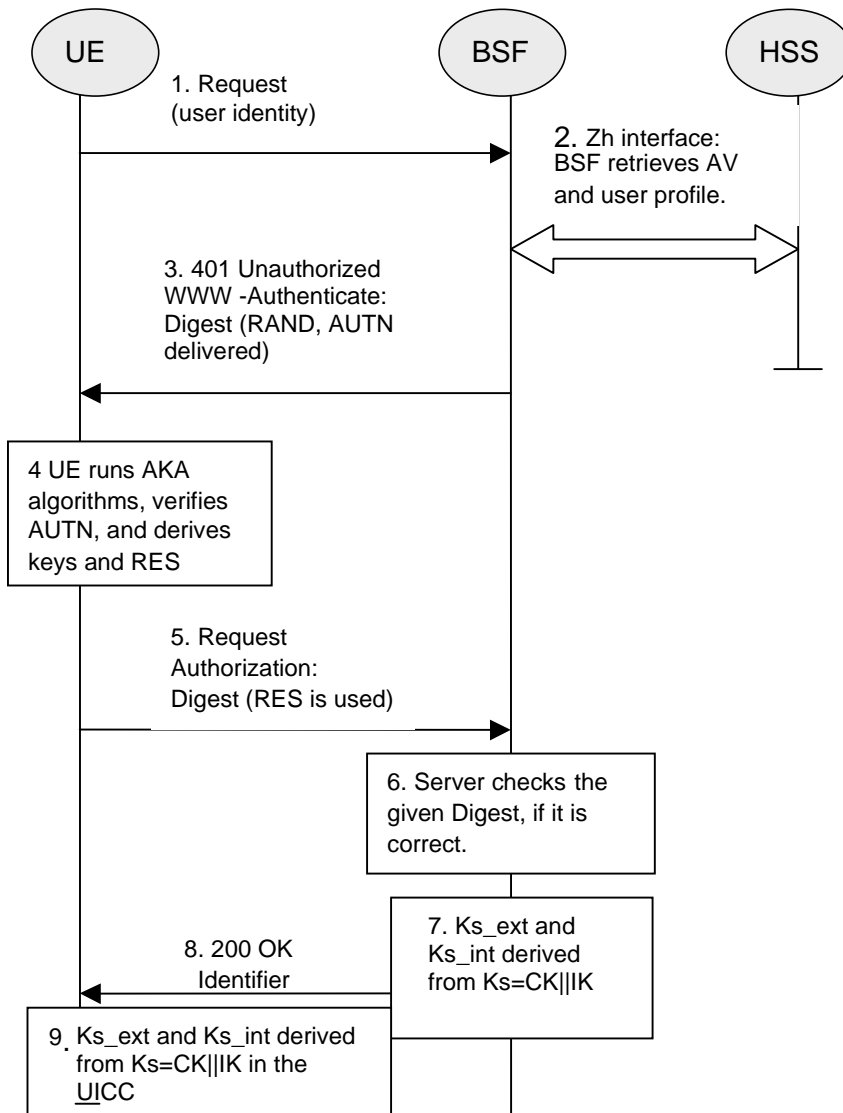 UE
BSF
HSS
1. Request
(user identity)
2. Zh interface:
BSF retrieves AV
and user profile.
3. 401 Unauthorized
WWW -Authenticate:
Digest (RAND, AUTN
delivered)
4 UE runs AKA
algorithms, verifies
AUTN, and derives
keys and RES
5. Request
Authorization:
Digest (RES is used)
6. Server checks the
given Digest, if it is
correct.
7. Ks_ext and
Ks_int derived
from Ks=CK||IK
8. 200 OK
Identifier
9. Ks_ext and Ks_int derived
from Ks=CK||IK in the
UICC